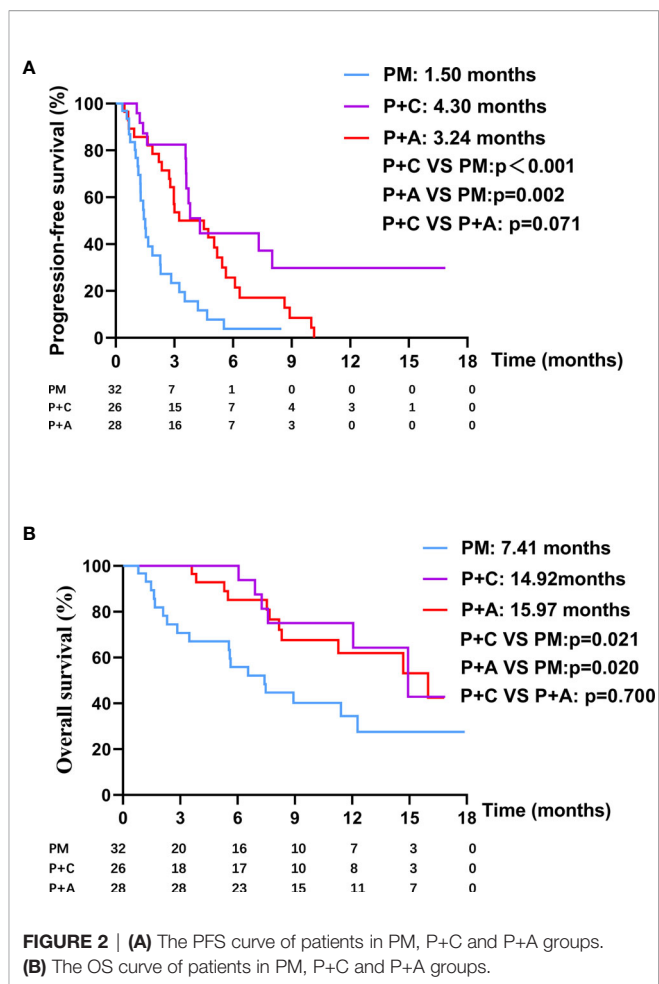 A
PM: 1.50 months
P+C: 4.30 months
P+A: 3.24 months
P+C VS PM:p＜0.001
P+A VS PM:p=0.002
P+C VS P+A: p=0.071
Progression-free survival (%)
100
80
60
40
20
0
0 3 6 9 12 15 18
Time (months)
PM 32 7 1 0 0 0 0
P+C 26 15 7 4 3 1 0
P+A 28 16 7 3 0 0 0
B
PM: 7.41 months
P+C: 14.92months
P+A: 15.97 months
P+C VS PM:p=0.021
P+A VS PM:p=0.020
P+C VS P+A: p=0.700
Overall survival (%)
100
80
60
40
20
0
0 3 6 9 12 15 18
Time (months)
PM 32 20 16 10 7 3 0
P+C 26 18 17 10 8 3 0
P+A 28 28 23 15 11 7 0
FIGURE 2 | (A) The PFS curve of patients in PM, P+C and P+A groups.
(B) The OS curve of patients in PM, P+C and P+A groups.